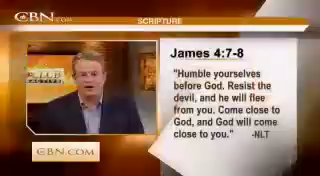 CBN.COM
SCRIPTURE
James 4:7-8
"Humble yourselves
before God. Resist the
devil, and he will flee
from you. Come close to
God, and God will come
close to you." -NLT
CBN.COM